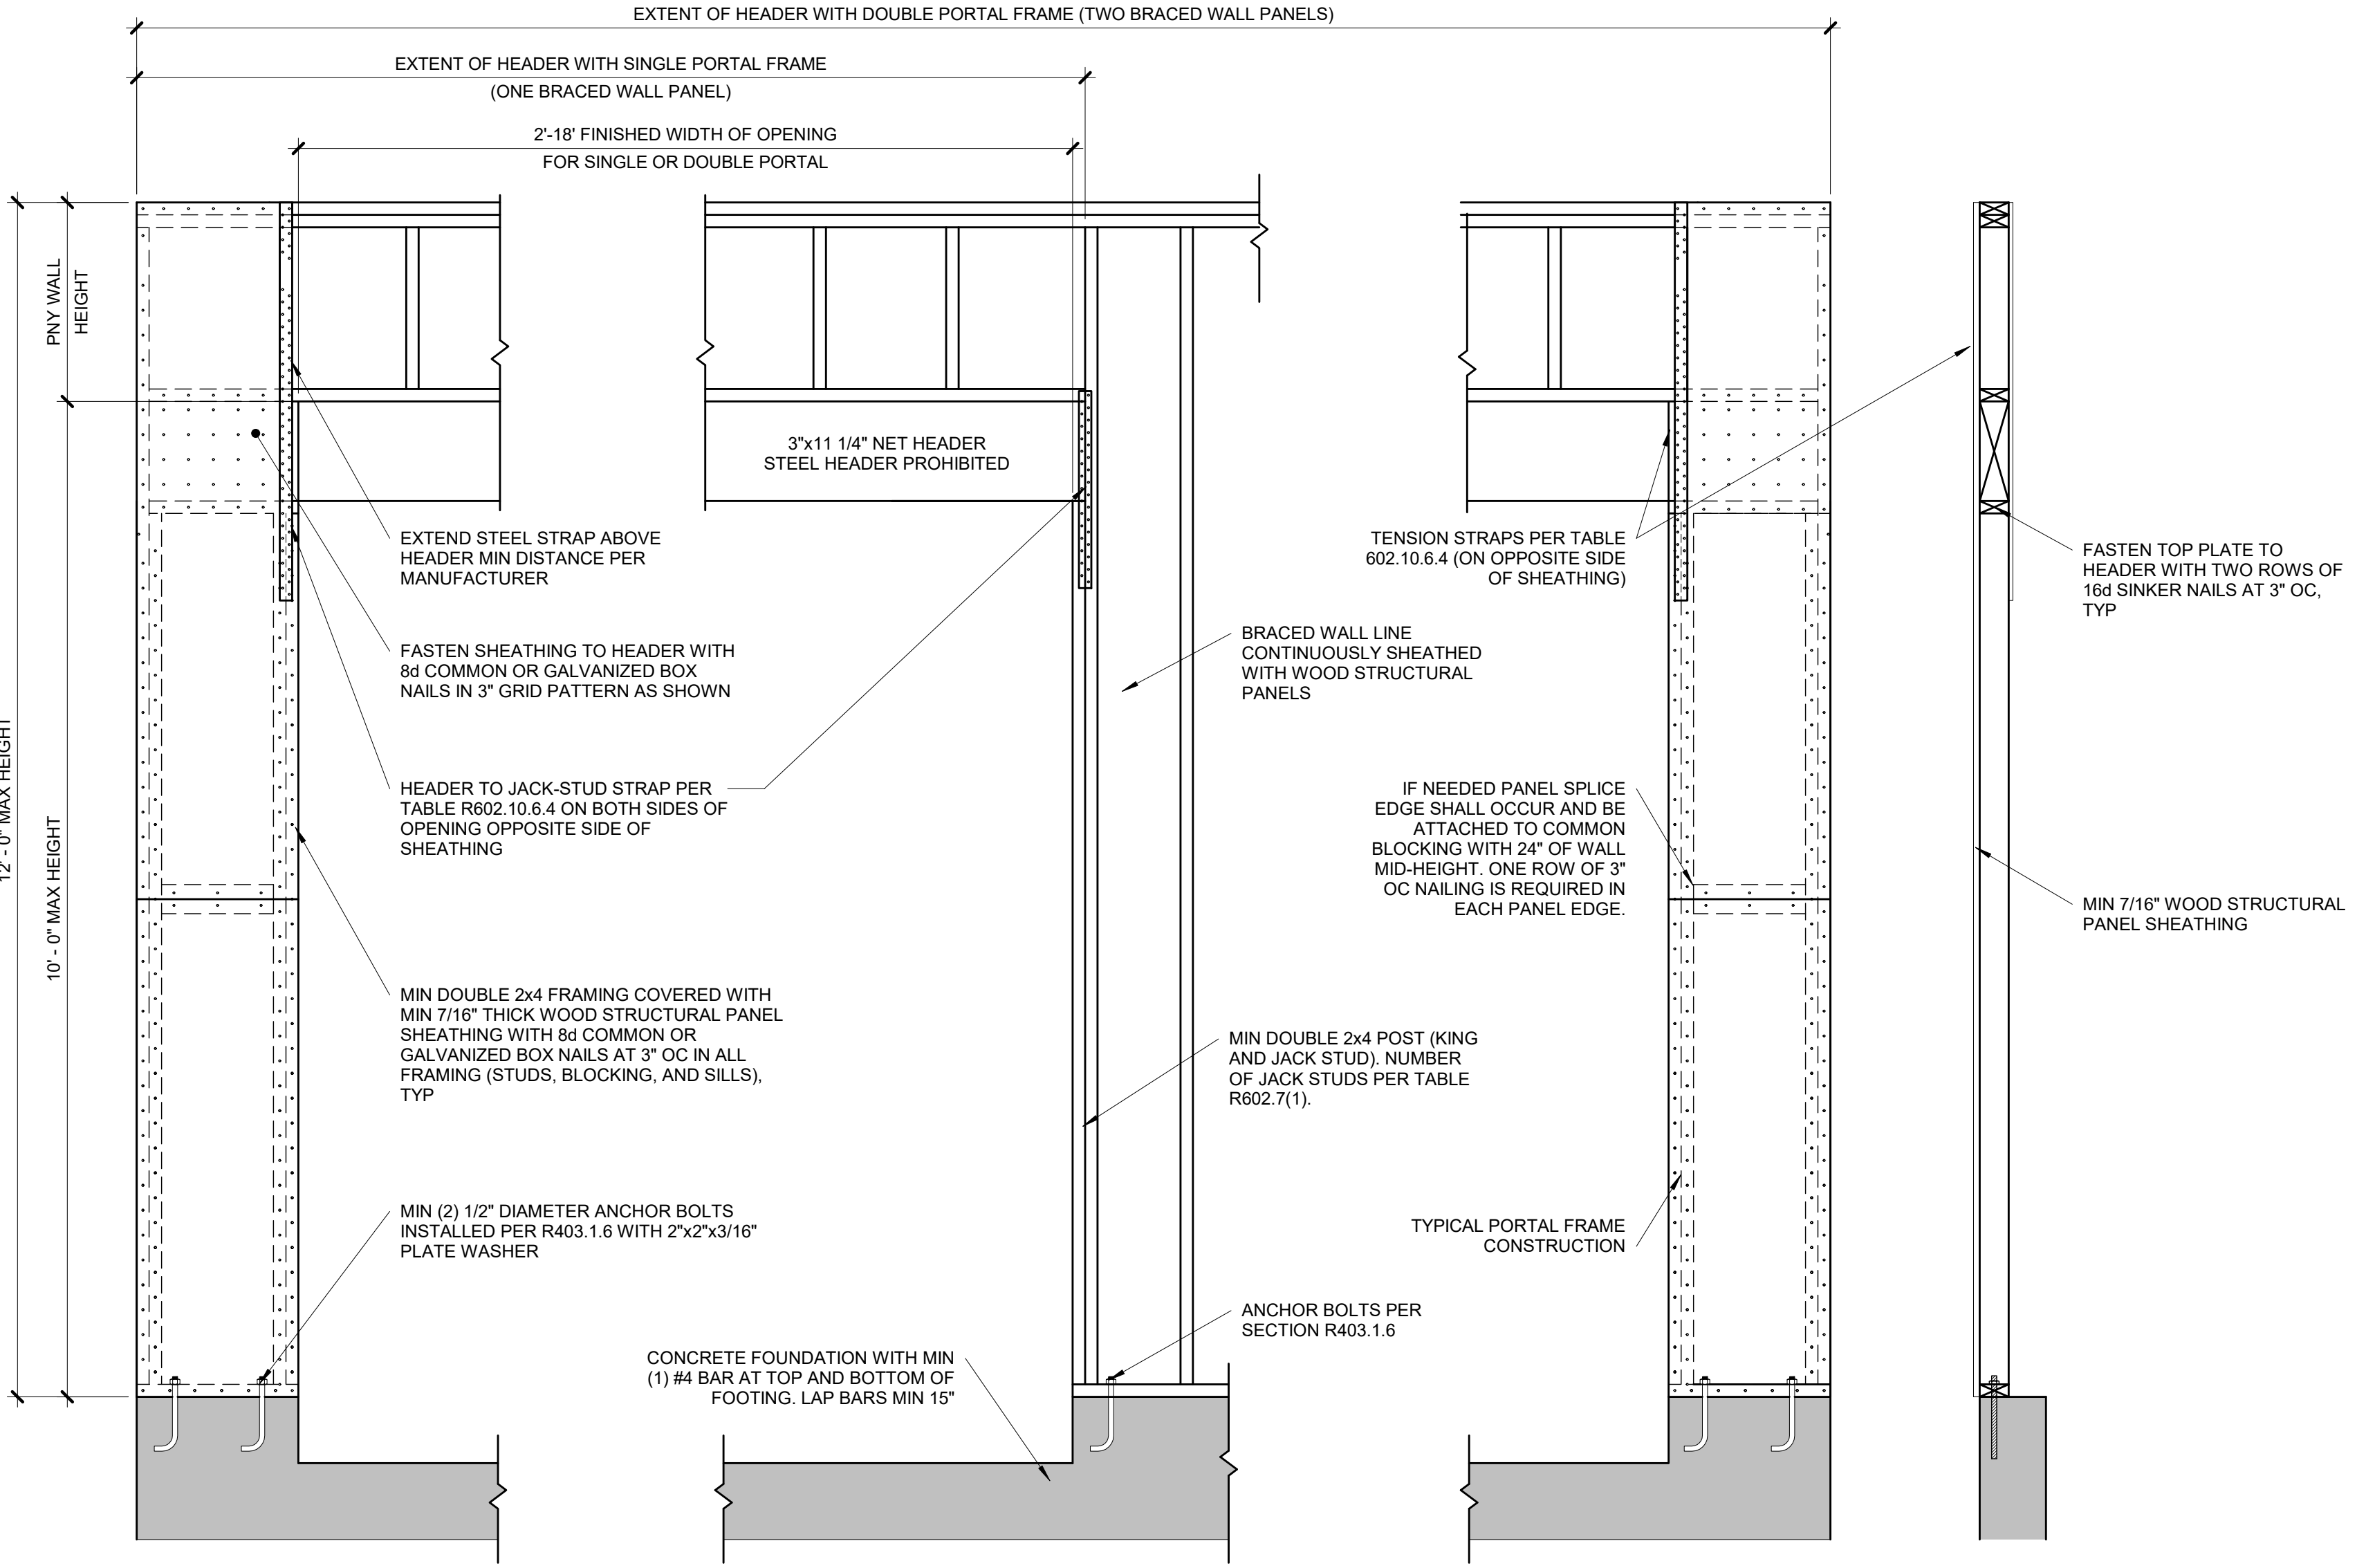 EXTENT OF HEADER WITH DOUBLE PORTAL FRAME (TWO BRACED WALL PANELS)
EXTENT OF HEADER WITH SINGLE PORTAL FRAME
(ONE BRACED WALL PANEL)
2'-18' FINISHED WIDTH OF OPENING
FOR SINGLE OR DOUBLE PORTAL
PNY WALL
HEIGHT
12' - 0" MAX HEIGHT
10' - 0" MAX HEIGHT
3"x11 1/4" NET HEADER
STEEL HEADER PROHIBITED
EXTEND STEEL STRAP ABOVE
HEADER MIN DISTANCE PER
MANUFACTURER
FASTEN SHEATHING TO HEADER WITH
8d COMMON OR GALVANIZED BOX
NAILS IN 3" GRID PATTERN AS SHOWN
HEADER TO JACK-STUD STRAP PER
TABLE R602.10.6.4 ON BOTH SIDES OF
OPENING OPPOSITE SIDE OF
SHEATHING
MIN DOUBLE 2x4 FRAMING COVERED WITH
MIN 7/16" THICK WOOD STRUCTURAL PANEL
SHEATHING WITH 8d COMMON OR
GALVANIZED BOX NAILS AT 3" OC IN ALL
FRAMING (STUDS, BLOCKING, AND SILLS),
TYP
MIN (2) 1/2" DIAMETER ANCHOR BOLTS
INSTALLED PER R403.1.6 WITH 2"x2"x3/16"
PLATE WASHER
CONCRETE FOUNDATION WITH MIN
(1) #4 BAR AT TOP AND BOTTOM OF
FOOTING. LAP BARS MIN 15"
BRACED WALL LINE
CONTINUOUSLY SHEATHED
WITH WOOD STRUCTURAL
PANELS
MIN DOUBLE 2x4 POST (KING
AND JACK STUD). NUMBER
OF JACK STUDS PER TABLE
R602.7(1).
ANCHOR BOLTS PER
SECTION R403.1.6
TENSION STRAPS PER TABLE
602.10.6.4 (ON OPPOSITE SIDE
OF SHEATHING)
IF NEEDED PANEL SPLICE
EDGE SHALL OCCUR AND BE
ATTACHED TO COMMON
BLOCKING WITH 24" OF WALL
MID-HEIGHT. ONE ROW OF 3"
OC NAILING IS REQUIRED IN
EACH PANEL EDGE.
TYPICAL PORTAL FRAME
CONSTRUCTION
FASTEN TOP PLATE TO
HEADER WITH TWO ROWS OF
16d SINKER NAILS AT 3" OC,
TYP
MIN 7/16" WOOD STRUCTURAL
PANEL SHEATHING